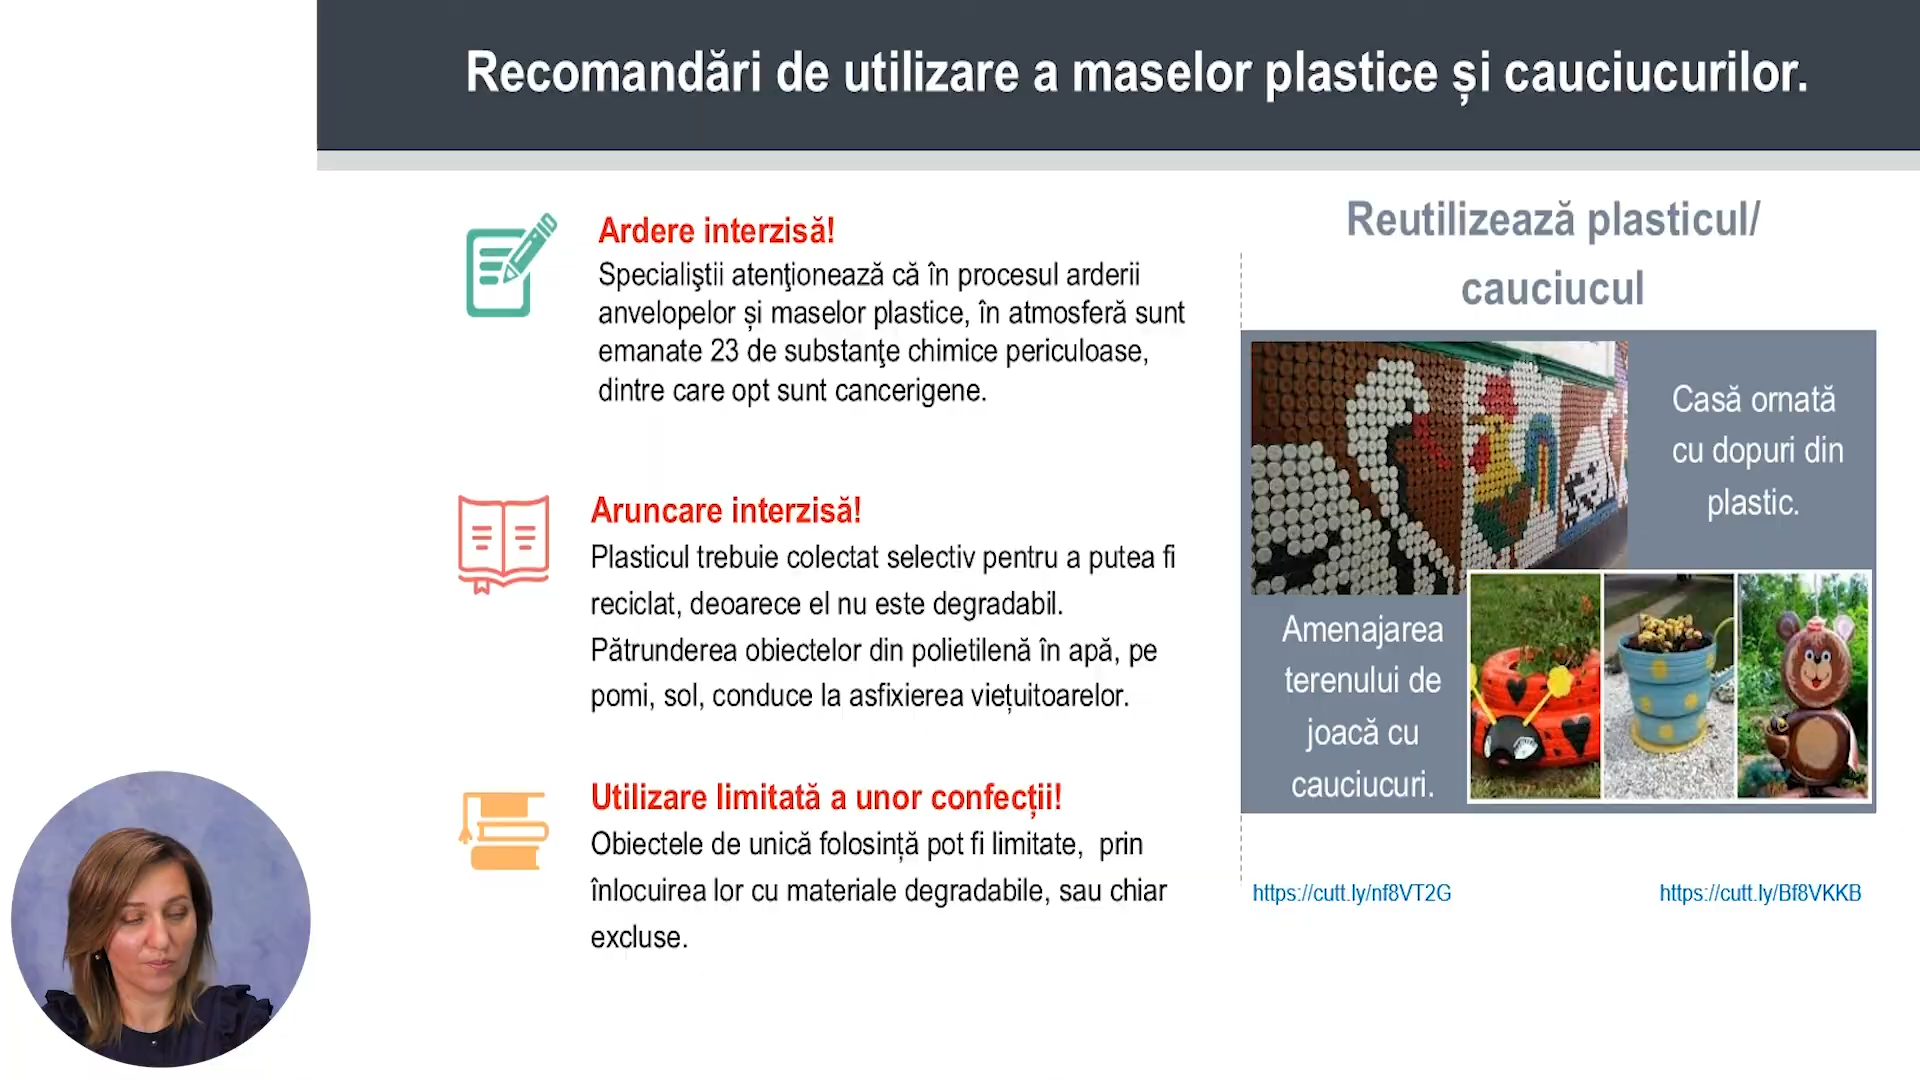 Recomandări de utilizare a maselor plastice și cauciucurilor.
Ardere interzisă!
Specialiştii atenţionează că în procesul arderii
anvelopelor și maselor plastice, în atmosferă sunt
emanate 23 de substanţe chimice periculoase,
dintre care opt sunt cancerigene.
Aruncare interzisă!
Plasticul trebuie colectat selectiv pentru a putea fi
reciclat, deoarece el nu este degradabil.
Pătrunderea obiectelor din polietilenă în apă, pe
pomi, sol, conduce la asfixierea viețuitoarelor.
Utilizare limitată a unor confecții!
Obiectele de unică folosință pot fi limitate,  prin
înlocuirea lor cu materiale degradabile, sau chiar
excluse.
Reutilizează plasticul/
cauciucul
Casă ornată
cu dopuri din
plastic.
Amenajarea
terenului de
joacă cu
cauciucuri.
https://cutt.ly/nf8VT2G
https://cutt.ly/Bf8VKKB